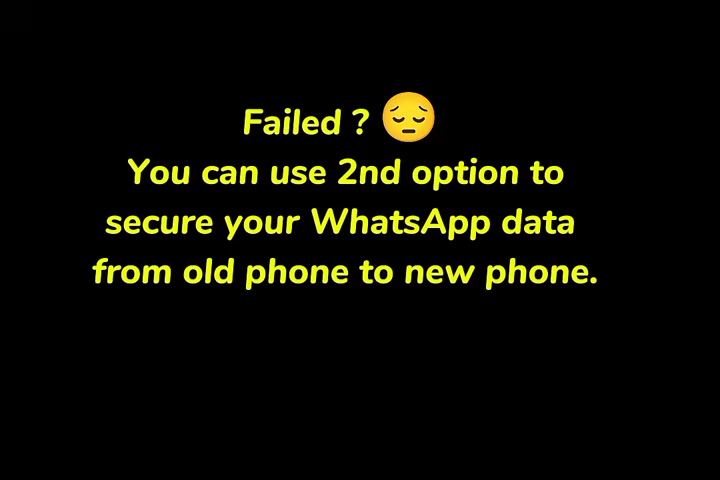 Failed ? 😔
You can use 2nd option to
secure your WhatsApp data
from old phone to new phone.